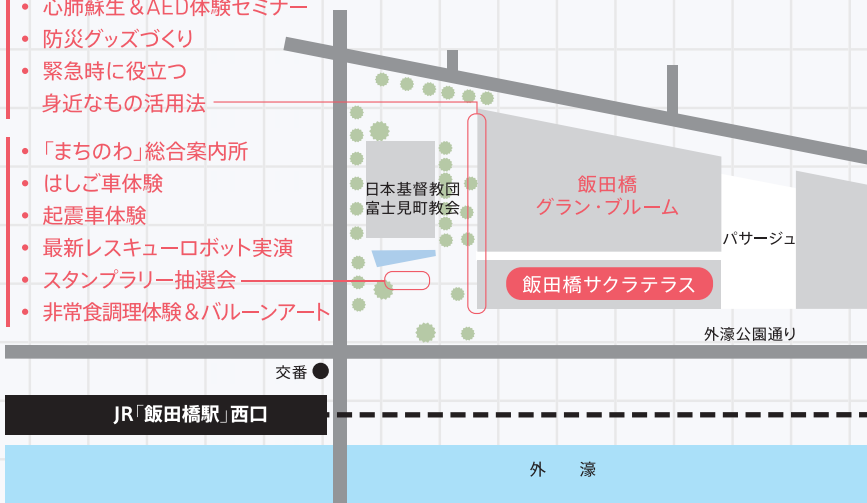 • 心肺蘇生&AED体験セミナー
• 防災グッズづくり
• 緊急時に役立つ
身近なもの活用法
• 「まちのわ」総合案内所
• はしご車体験
• 起震車体験
• 最新レスキューロボット実演
• スタンプラリー抽選会
• 非常食調理体験&バルーンアート
日本基督教団
富士見町教会
飯田橋
グラン・ブルーム
パサージュ
飯田橋サクラテラス
外濠公園通り
交番
JR「飯田橋駅」西口
外 濠